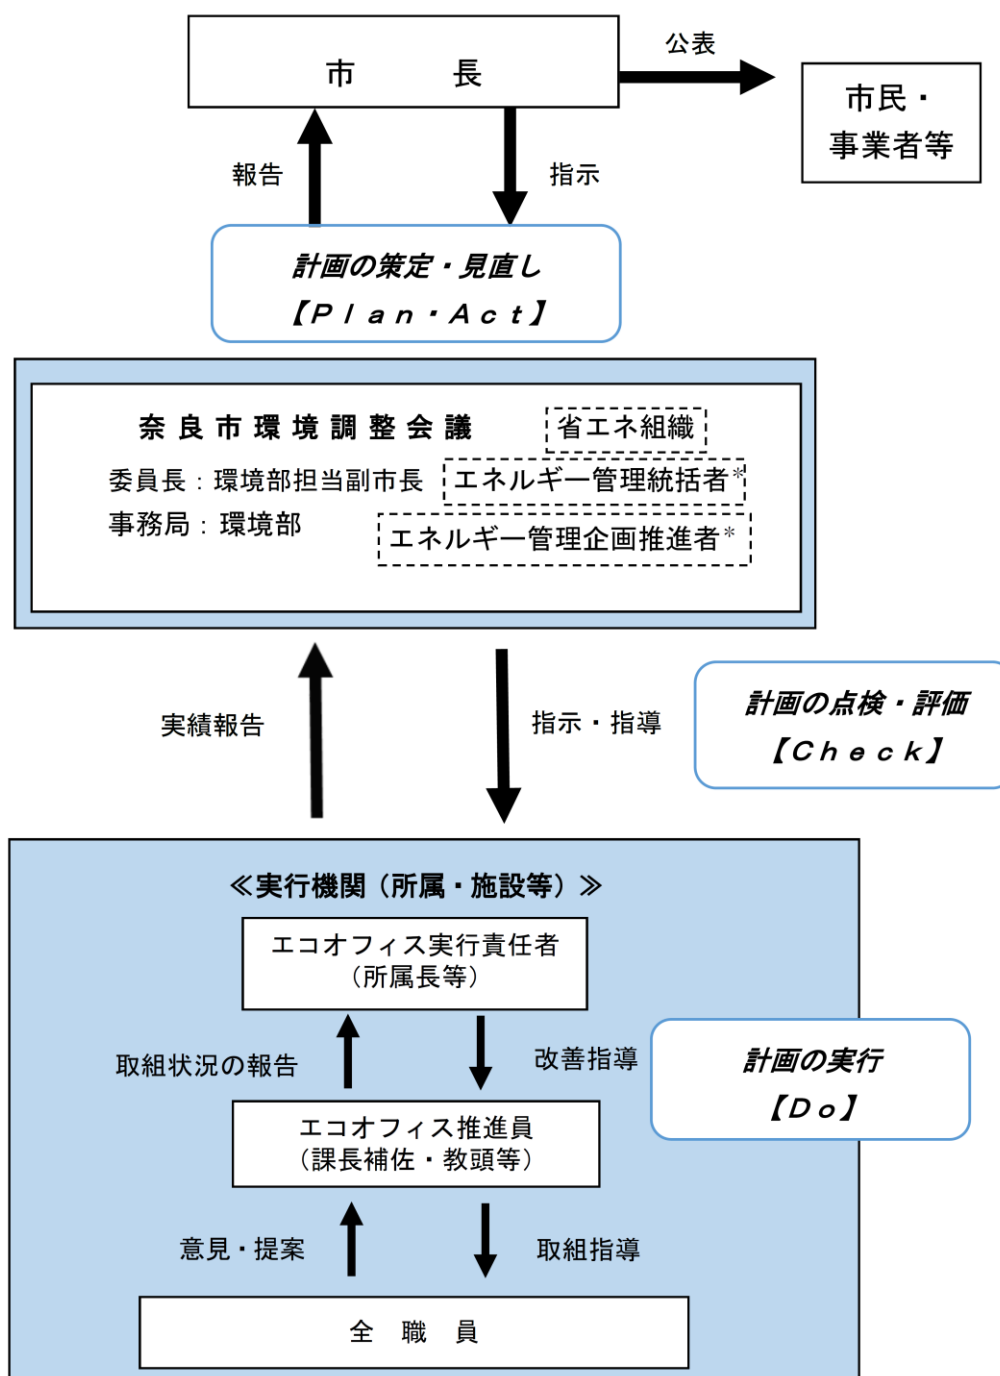 市　　長
公表
市民・
事業者等
報告
指示
計画の策定・見直し
【Plan・Act】
奈良市環境調整会議
省エネ組織
委員長：環境部担当副市長
エネルギー管理統括者*
事務局：環境部
エネルギー管理企画推進者*
実績報告
指示・指導
計画の点検・評価
【Check】
≪実行機関（所属・施設等）≫
エコオフィス実行責任者
（所属長等）
取組状況の報告
改善指導
計画の実行
【Do】
エコオフィス推進員
（課長補佐・教頭等）
意見・提案
取組指導
全　職　員